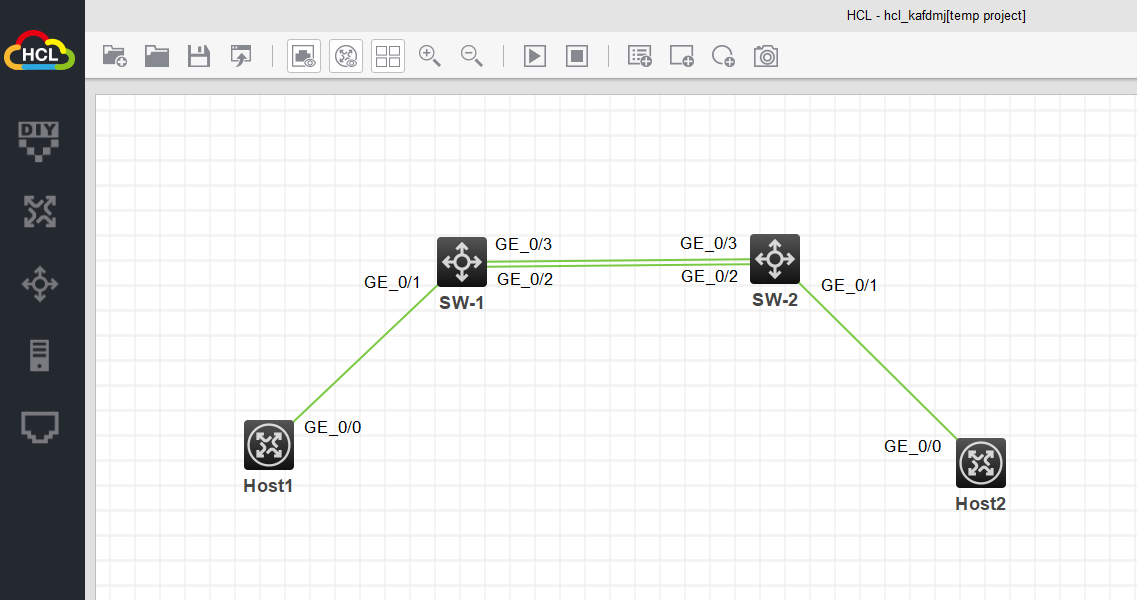 HCL - hcl_kafdmj[temp project]
HCL
DIY
GE_0/3
GE_0/3
GE_0/1
GE_0/2
GE_0/2
GE_0/1
SW-1
SW-2
GE_0/0
GE_0/0
Host1
Host2